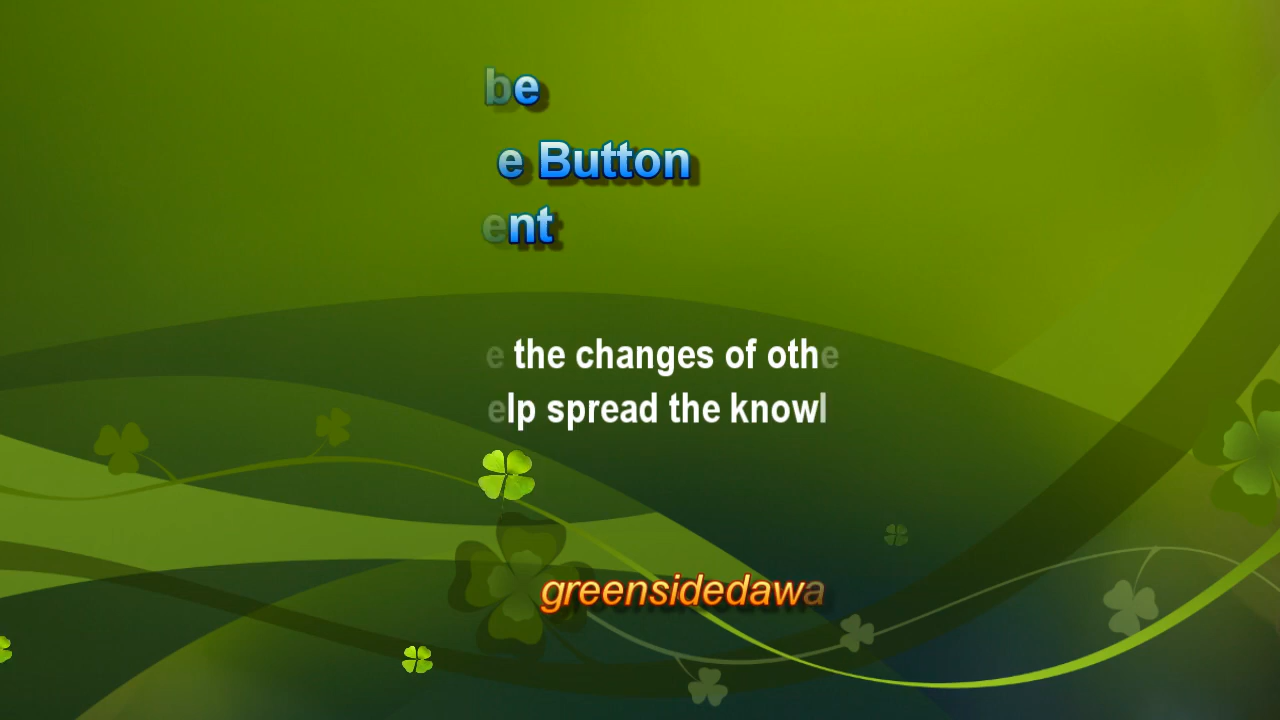 be
e Button
ent
e the changes of othe
elp spread the knowl
greensidedawa